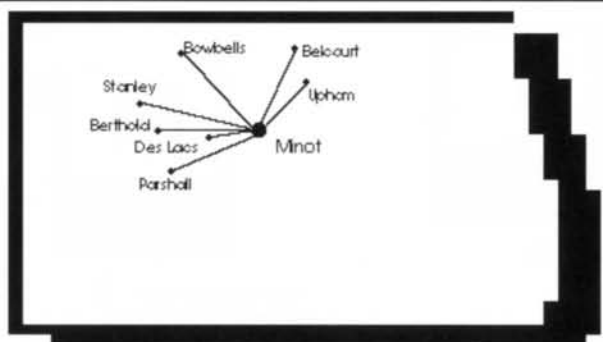 Bowbells
Belcourt
Stanley
Upham
Berthold
Des Lacs
Minot
Parshall